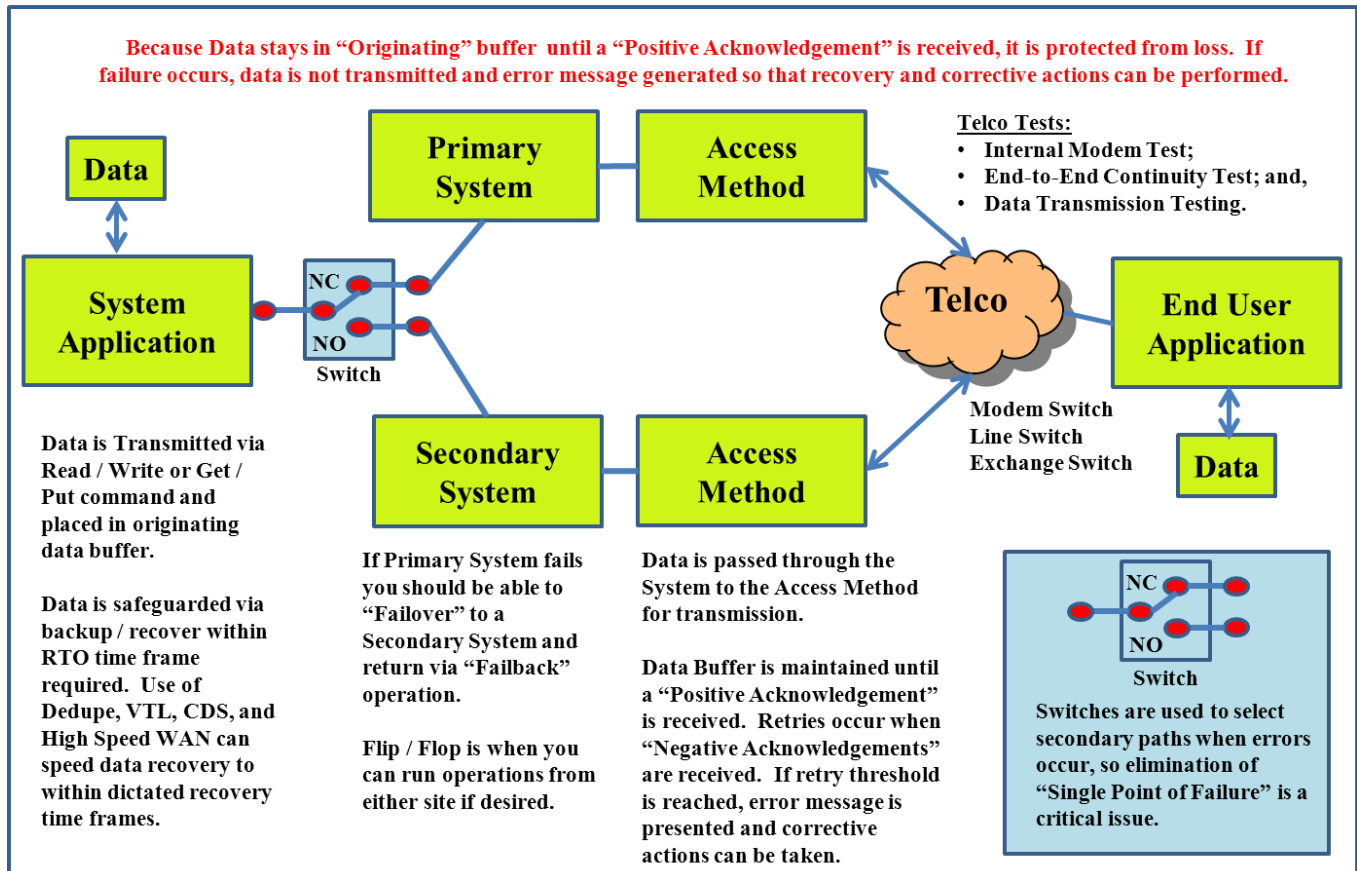 Because Data stays in “Originating” buffer until a “Positive Acknowledgement” is received, it is protected from loss. If
failure occurs, data is not transmitted and error message generated so that recovery and corrective actions can be performed.
Data
Primary
System
Access
Method
Telco Tests:
• Internal Modem Test;
• End-to-End Continuity Test; and,
• Data Transmission Testing.
System
Application
NC
NO
Switch
Telco
End User
Application
Secondary
System
Access
Method
Modem Switch
Line Switch
Exchange Switch
Data
Data is Transmitted via
Read / Write or Get /
Put command and
placed in originating
data buffer.
Data is safeguarded via
backup / recover within
RTO time frame
required. Use of
Dedupe, VTL, CDS, and
High Speed WAN can
speed data recovery to
within dictated recovery
time frames.
If Primary System fails
you should be able to
“Failover” to a
Secondary System and
return via “Failback”
operation.
Flip / Flop is when you
can run operations from
either site if desired.
Data is passed through the
System to the Access Method
for transmission.
Data Buffer is maintained until
a “Positive Acknowledgement”
is received. Retries occur when
“Negative Acknowledgements”
are received. If retry threshold
is reached, error message is
presented and corrective
actions can be taken.
NC
NO
Switch
Switches are used to select
secondary paths when errors
occur, so elimination of
“Single Point of Failure” is a
critical issue.